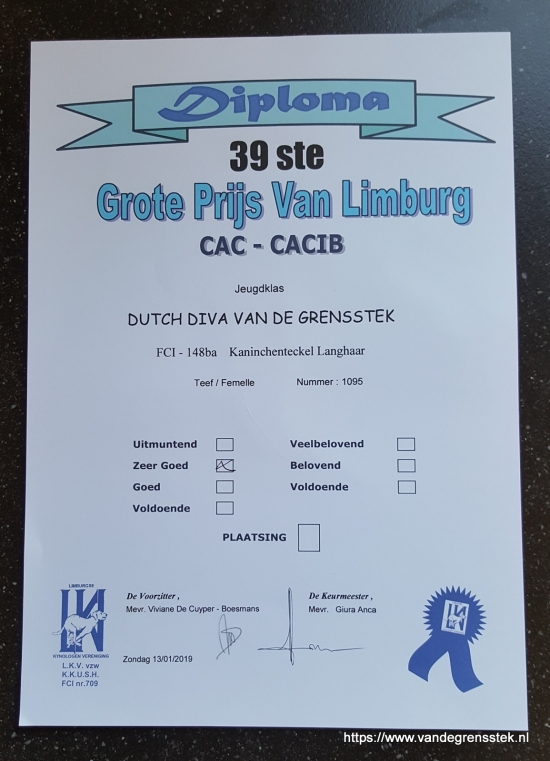 Diploma
39 ste
Grote Prijs Van Limburg
CAC - CACIB
Jeugdklas
DUTCH DIVA VAN DE GRENSSTEK
FCI - 148ba Kaninchenteckel Langhaar
Teef / Femelle Nummer : 1095
Uitmuntend Veelbelovend
Zeer Goed Belovend
Goed Voldoende
Voldoende
PLAATSING
LIMBURGSE
KYNOLOGEN VERENIGING
L.K.V. vzw
K.K.U.S.H.
FCI nr.709
De Voorzitter ,
Mevr. Viviane De Cuyper - Boesmans
Zondag 13/01/2019
De Keurmeester ,
Mevr. Giura Anca
https://www.vandegrensstek.nl